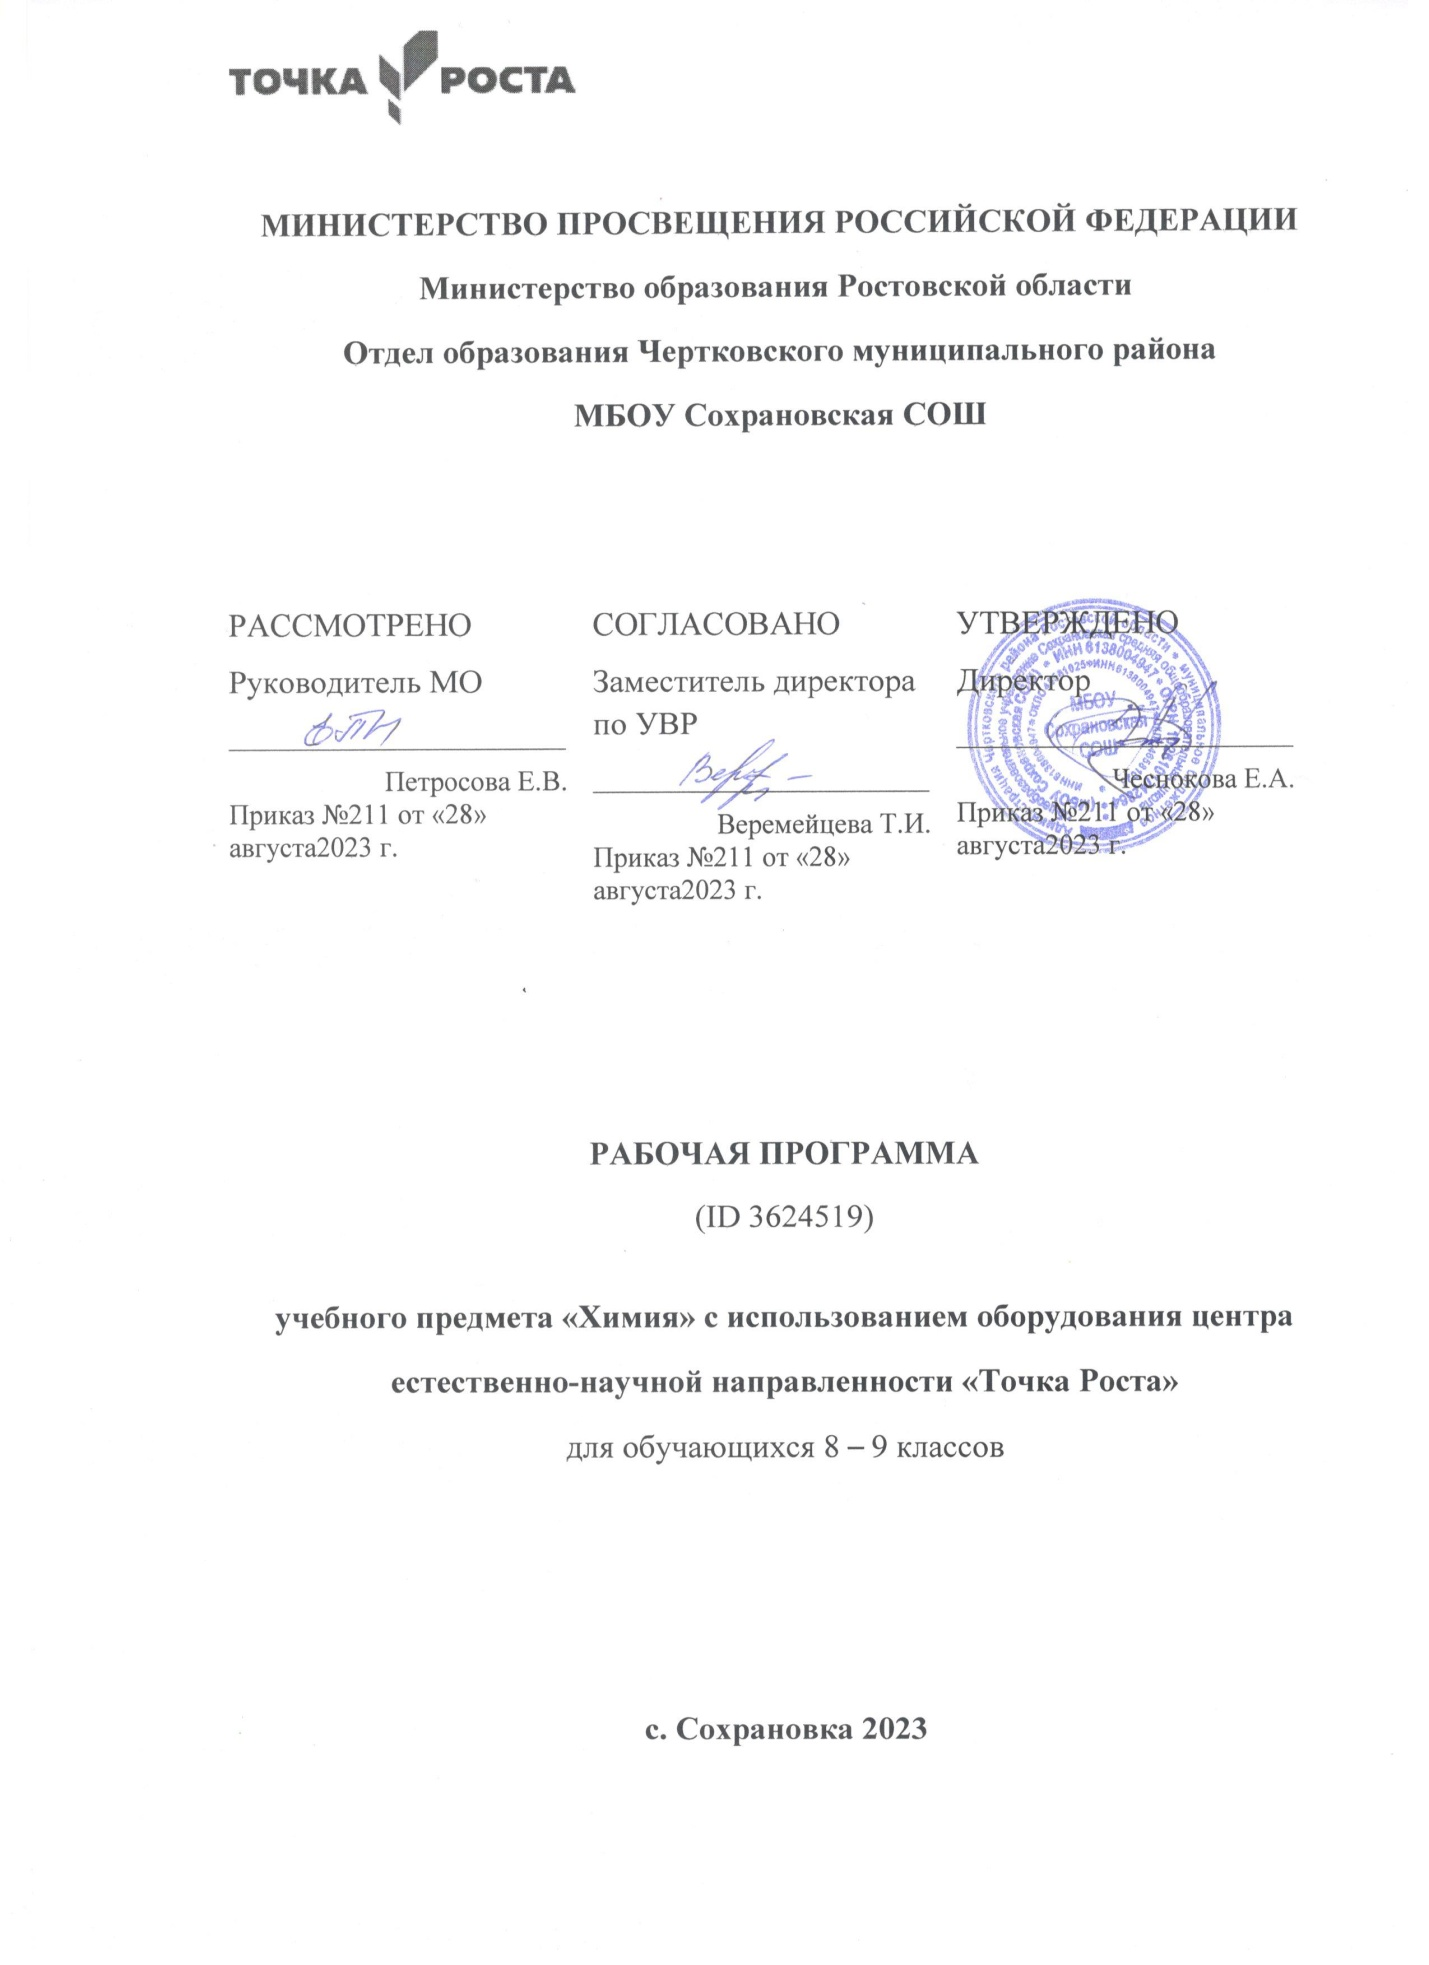 ТОЧКА РОСТА
МИНИСТЕРСТВО ПРОСВЕЩЕНИЯ РОССИЙСКОЙ ФЕДЕРАЦИИ
Министерство образования Ростовской области
Отдел образования Чертковского муниципального района
МБОУ Сохрановская СОШ
РАССМОТРЕНО
Руководитель МО
Петросова Е.В.
Приказ №211 от «28»
августа2023 г.
СОГЛАСОВАНО
Заместитель директора
по УВР
Веремейцева Т.И.
Приказ №211 от «28»
августа2023 г.
УТВЕРЖДЕНО
Директор
Чеснокова Е.А.
Приказ №211 от «28»
августа2023 г.
МБОУ
Сохрановская
СОШ
РАБОЧАЯ ПРОГРАММА
(ID 3624519)
учебного предмета «Химия» с использованием оборудования центра
естественно-научной направленности «Точка Роста»
для обучающихся 8 – 9 классов
с. Сохрановка 2023